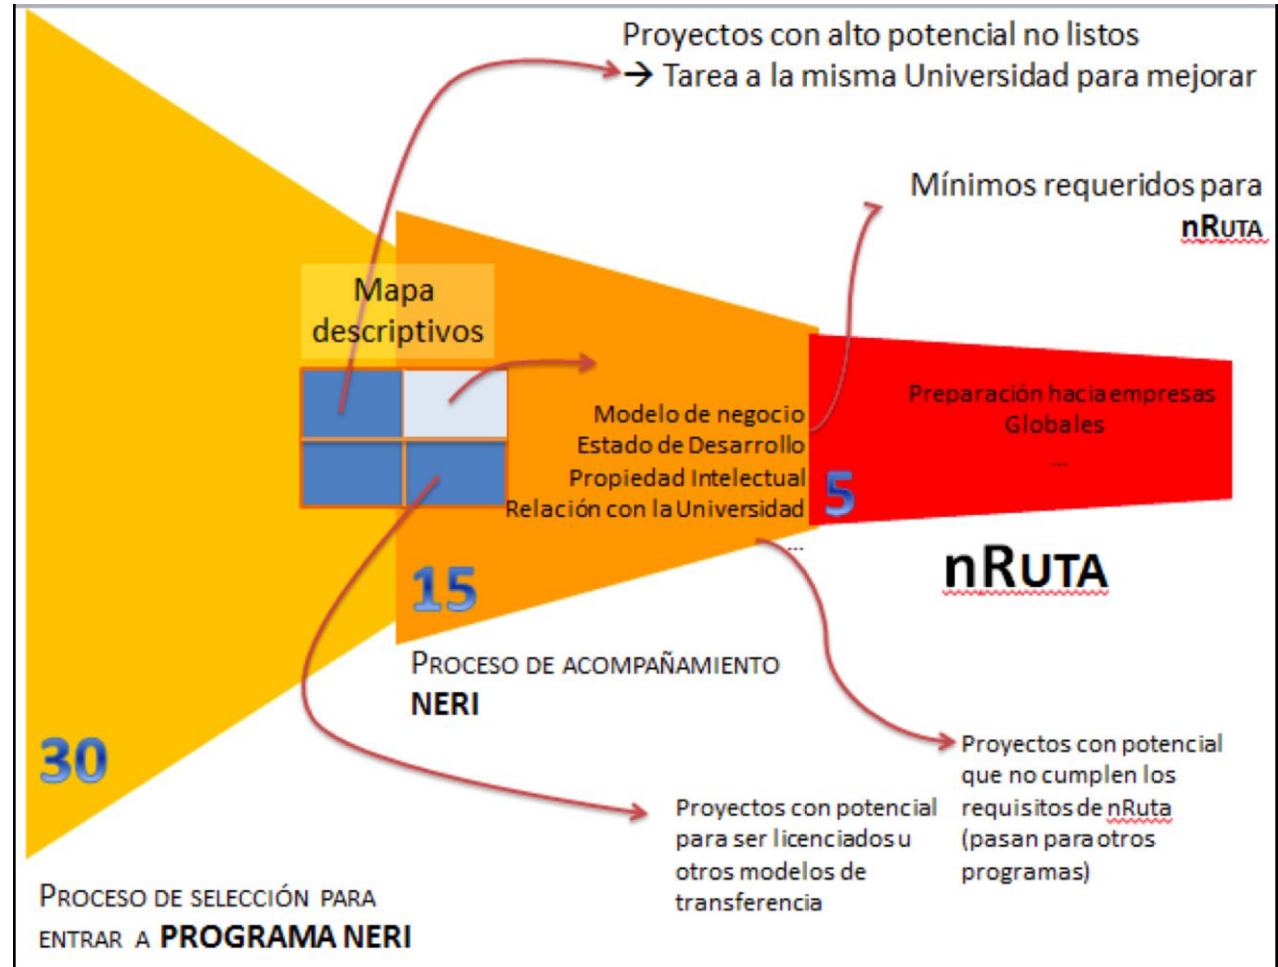 Proyectos con alto potencial no listos
→ Tarea a la misma Universidad para mejorar
Mínimos requeridos para
nRUTA
Mapa
descriptivos
Modelo de negocio
Estado de Desarrollo
Propiedad Intelectual
Relación con la Universidad
...
Preparación hacia empresas
Globales
...
5
nRUTA
15
PROCESO DE ACOMPAÑAMIENTO
NERI
30
PROCESO DE SELECCIÓN PARA
ENTRAR A PROGRAMA NERI
Proyectos con potencial
para ser licenciados u
otros modelos de
transferencia
Proyectos con potencial
que no cumplen los
requisitos de nRuta
(pasan para otros
programas)